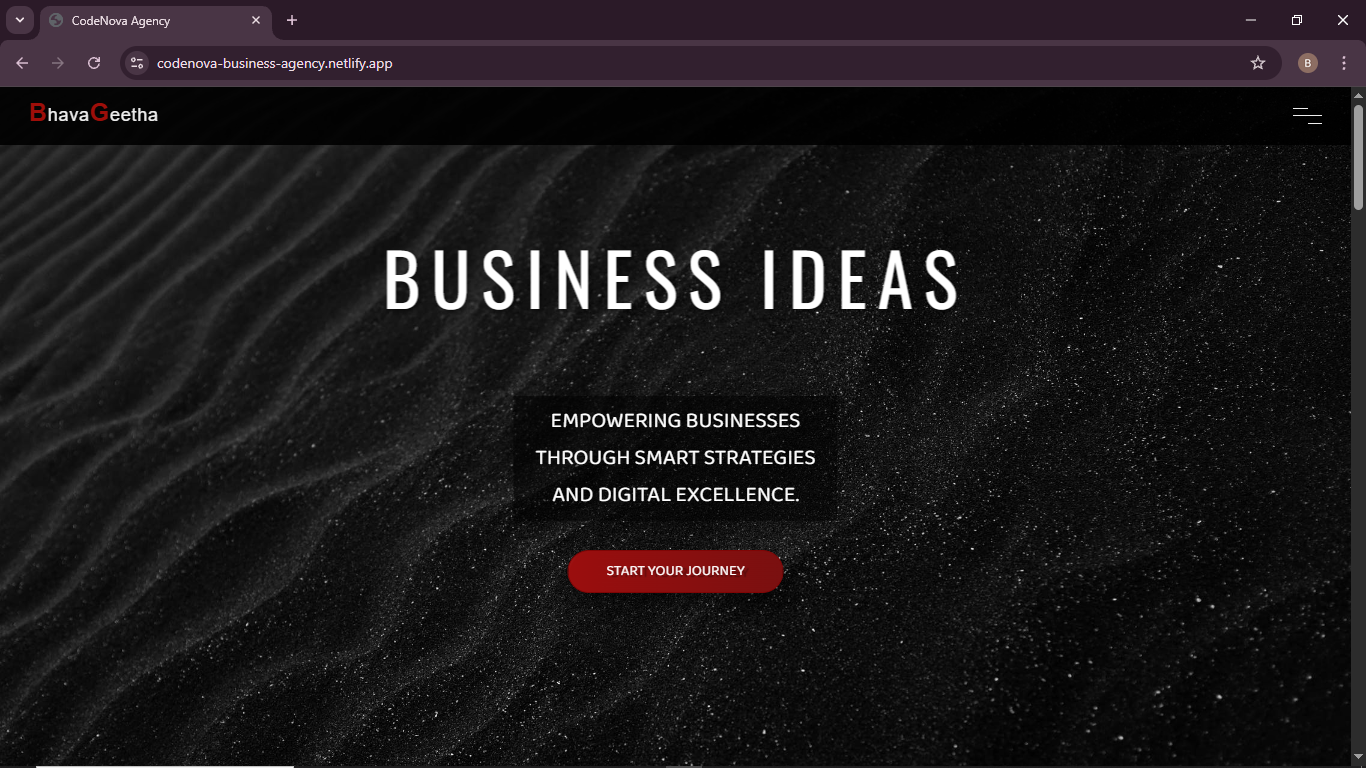 CodeNova Agency
codenova-business-agency.netlify.app
B
BhavaGeetha
BUSINESS IDEAS
EMPOWERING BUSINESSES
THROUGH SMART STRATEGIES
AND DIGITAL EXCELLENCE.
START YOUR JOURNEY